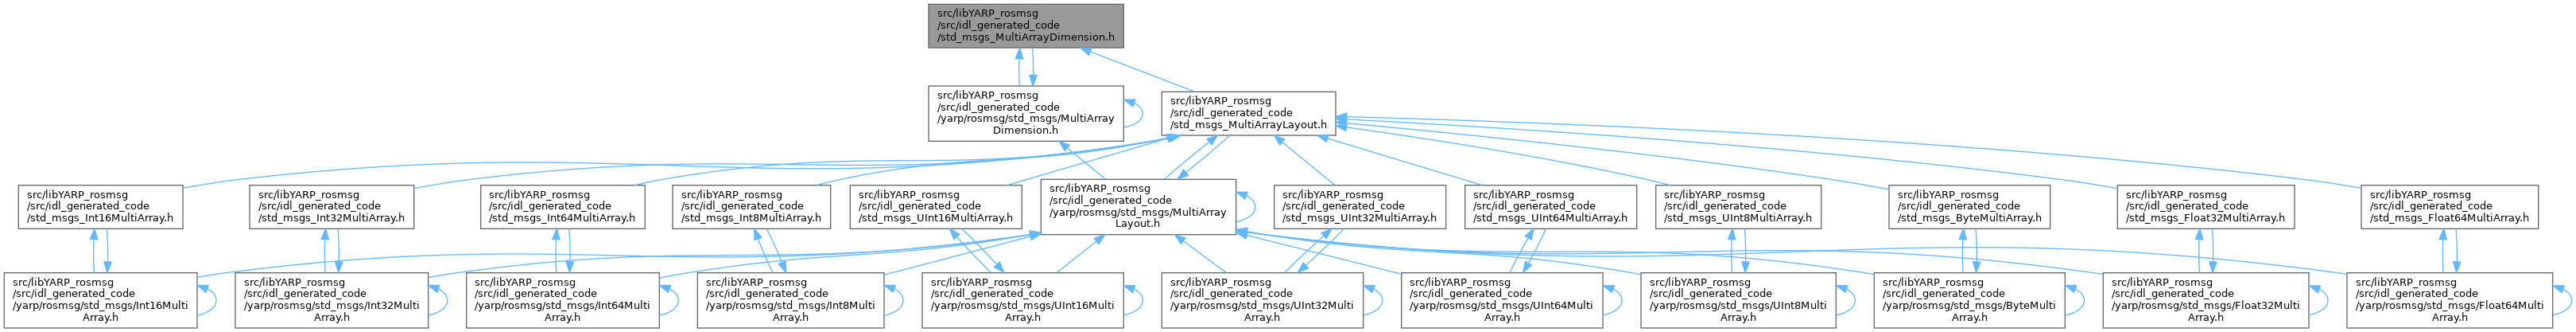 src/libYARP_rosmsg
/src/idl_generated_code
/std_msgs_MultiArrayDimension.h
src/libYARP_rosmsg
/src/idl_generated_code
/yarp/rosmsg/std_msgs/MultiArray
Dimension.h
src/libYARP_rosmsg
/src/idl_generated_code
/std_msgs_MultiArrayLayout.h
src/libYARP_rosmsg
/src/idl_generated_code
/std_msgs_Int16MultiArray.h
src/libYARP_rosmsg
/src/idl_generated_code
/std_msgs_Int32MultiArray.h
src/libYARP_rosmsg
/src/idl_generated_code
/std_msgs_Int64MultiArray.h
src/libYARP_rosmsg
/src/idl_generated_code
/std_msgs_Int8MultiArray.h
src/libYARP_rosmsg
/src/idl_generated_code
/std_msgs_UInt16MultiArray.h
src/libYARP_rosmsg
/src/idl_generated_code
/yarp/rosmsg/std_msgs/MultiArray
Layout.h
src/libYARP_rosmsg
/src/idl_generated_code
/std_msgs_UInt32MultiArray.h
src/libYARP_rosmsg
/src/idl_generated_code
/std_msgs_UInt64MultiArray.h
src/libYARP_rosmsg
/src/idl_generated_code
/std_msgs_UInt8MultiArray.h
src/libYARP_rosmsg
/src/idl_generated_code
/std_msgs_ByteMultiArray.h
src/libYARP_rosmsg
/src/idl_generated_code
/std_msgs_Float32MultiArray.h
src/libYARP_rosmsg
/src/idl_generated_code
/std_msgs_Float64MultiArray.h
src/libYARP_rosmsg
/src/idl_generated_code
/yarp/rosmsg/std_msgs/Int16Multi
Array.h
src/libYARP_rosmsg
/src/idl_generated_code
/yarp/rosmsg/std_msgs/Int32Multi
Array.h
src/libYARP_rosmsg
/src/idl_generated_code
/yarp/rosmsg/std_msgs/Int64Multi
Array.h
src/libYARP_rosmsg
/src/idl_generated_code
/yarp/rosmsg/std_msgs/Int8Multi
Array.h
src/libYARP_rosmsg
/src/idl_generated_code
/yarp/rosmsg/std_msgs/UInt16Multi
Array.h
src/libYARP_rosmsg
/src/idl_generated_code
/yarp/rosmsg/std_msgs/UInt32Multi
Array.h
src/libYARP_rosmsg
/src/idl_generated_code
/yarp/rosmsg/std_msgs/UInt64Multi
Array.h
src/libYARP_rosmsg
/src/idl_generated_code
/yarp/rosmsg/std_msgs/UInt8Multi
Array.h
src/libYARP_rosmsg
/src/idl_generated_code
/yarp/rosmsg/std_msgs/ByteMulti
Array.h
src/libYARP_rosmsg
/src/idl_generated_code
/yarp/rosmsg/std_msgs/Float32Multi
Array.h
src/libYARP_rosmsg
/src/idl_generated_code
/yarp/rosmsg/std_msgs/Float64Multi
Array.h